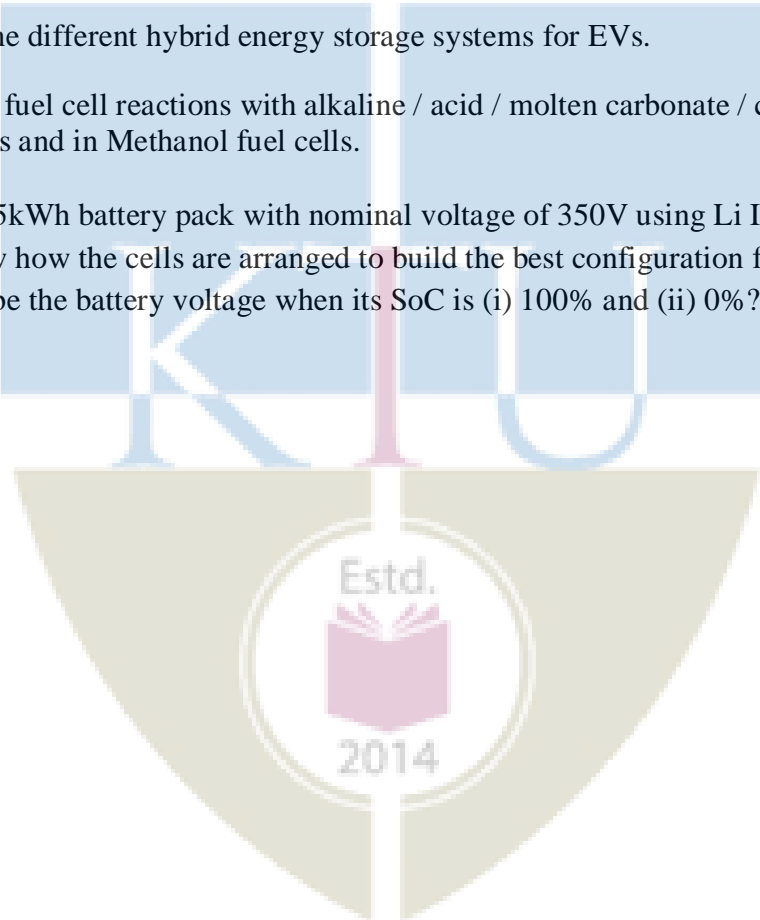 ne different hybrid energy storage systems for EVs.
fuel cell reactions with alkaline / acid / molten carbonate / c
s and in Methanol fuel cells.
5kWh battery pack with nominal voltage of 350V using Li I
y how the cells are arranged to build the best configuration f
be the battery voltage when its SoC is (i) 100% and (ii) 0%?
KTU
Estd.
2014